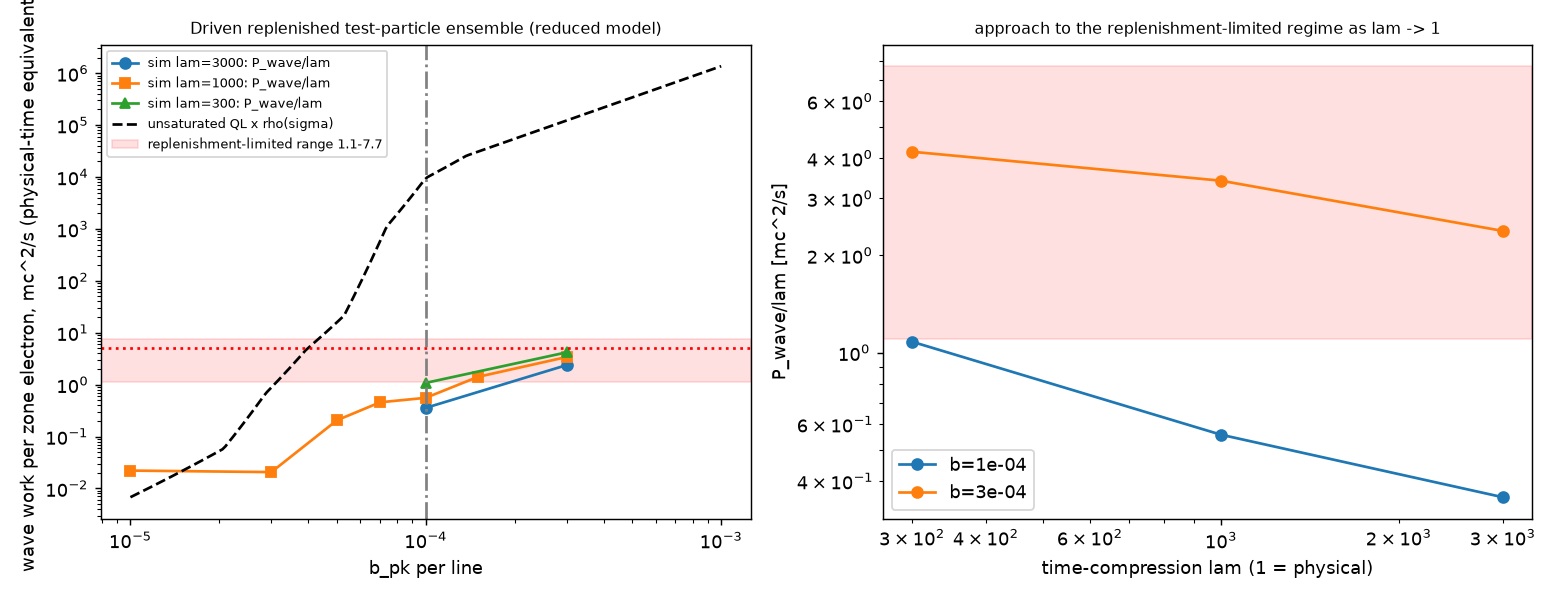 Driven replenished test-particle ensemble (reduced model)
wave work per zone electron, mc^2/s (physical-time equivalent
10^6
10^5
10^4
10^3
10^2
10^1
10^0
10^-1
10^-2
sim lam=3000: P_wave/lam
sim lam=1000: P_wave/lam
sim lam=300: P_wave/lam
unsaturated QL x rho(sigma)
replenishment-limited range 1.1-7.7
10^-5
10^-4
10^-3
b_pk per line
approach to the replenishment-limited regime as lam -> 1
P_wave/lam [mc^2/s]
6 × 10^0
4 × 10^0
3 × 10^0
2 × 10^0
10^0
6 × 10^-1
4 × 10^-1
b=1e-04
b=3e-04
3 × 10^2
4 × 10^2
6 × 10^2
10^3
2 × 10^3
3 × 10^3
time-compression lam (1 = physical)